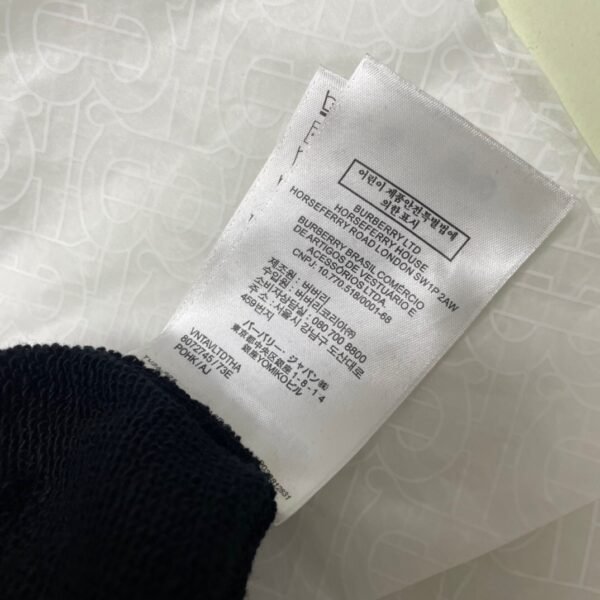 어린이제품안전특별법에
의한표시
BURBERRY LTD
HORSEFERRY HOUSE
HORSEFERRY ROAD LONDON SW1P 2AW
BURBERRY BRASIL COMÉRCIO
DE ARTIGOS DE VESTUARIO E
ACESSORIOS LTDA.
CNPJ: 10.770.518/0001-68
제조원 : 버버리
수입원 : 버버리코리아㈜
소비자상담실 : 080 700 8800
주소 : 서울시 강남구 도산대로
459번지
バーバリー・ジャパン㈱
東京都中央区銀座1-8-14
銀座YOMIKOビル
VNTAVLTDTHA
8072745/73E
POHK/AJ